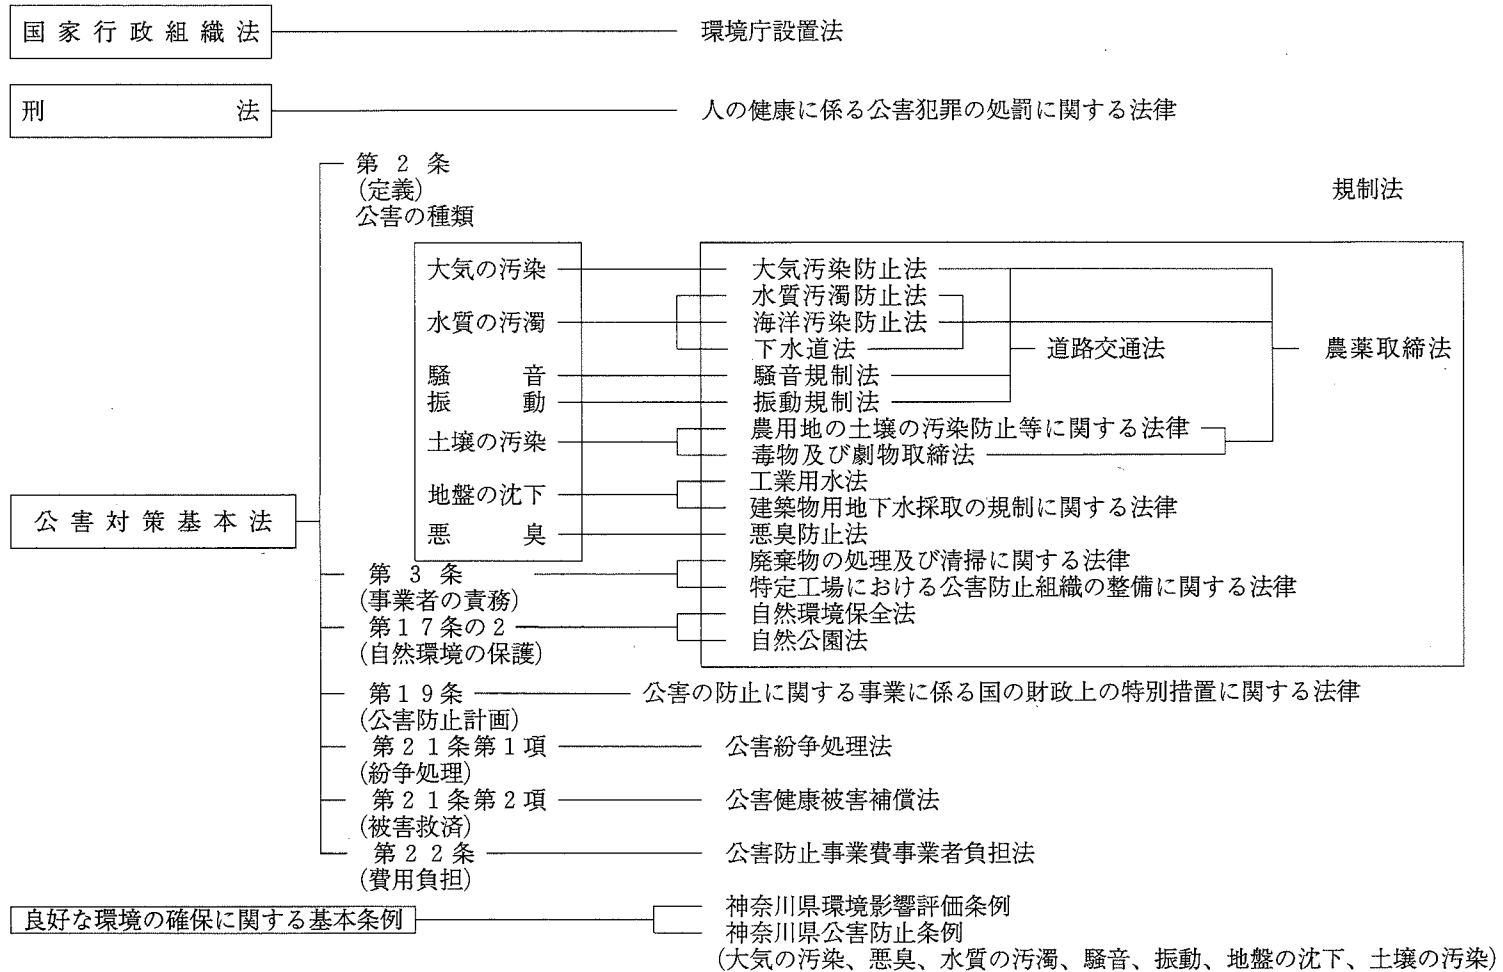 国家行政組織法 環境庁設置法
刑法 人の健康に係る公害犯罪の処罰に関する法律
第2条
(定義)
公害の種類
規制法
大気の汚染 大気汚染防止法
水質汚濁防止法
水質の汚濁 海洋汚染防止法
下水道法 道路交通法 農薬取締法
騒音 騒音規制法
振動 振動規制法
農用地の土壌の汚染防止等に関する法律
土壌の汚染
毒物及び劇物取締法
工業用水法
地盤の沈下
建築物用地下水採取の規制に関する法律
公害対策基本法
悪臭 悪臭防止法
廃棄物の処理及び清掃に関する法律
第3条
特定工場における公害防止組織の整備に関する法律
(事業者の責務)
自然環境保全法
第17条の2
自然公園法
(自然環境の保護)
第19条 公害の防止に関する事業に係る国の財政上の特別措置に関する法律
(公害防止計画)
第21条第1項 公害紛争処理法
(紛争処理)
第21条第2項 公害健康被害補償法
(被害救済)
第22条 公害防止事業費事業者負担法
(費用負担)
神奈川県環境影響評価条例
良好な環境の確保に関する基本条例
神奈川県公害防止条例
(大気の汚染、悪臭、水質の汚濁、騒音、振動、地盤の沈下、土壌の汚染)